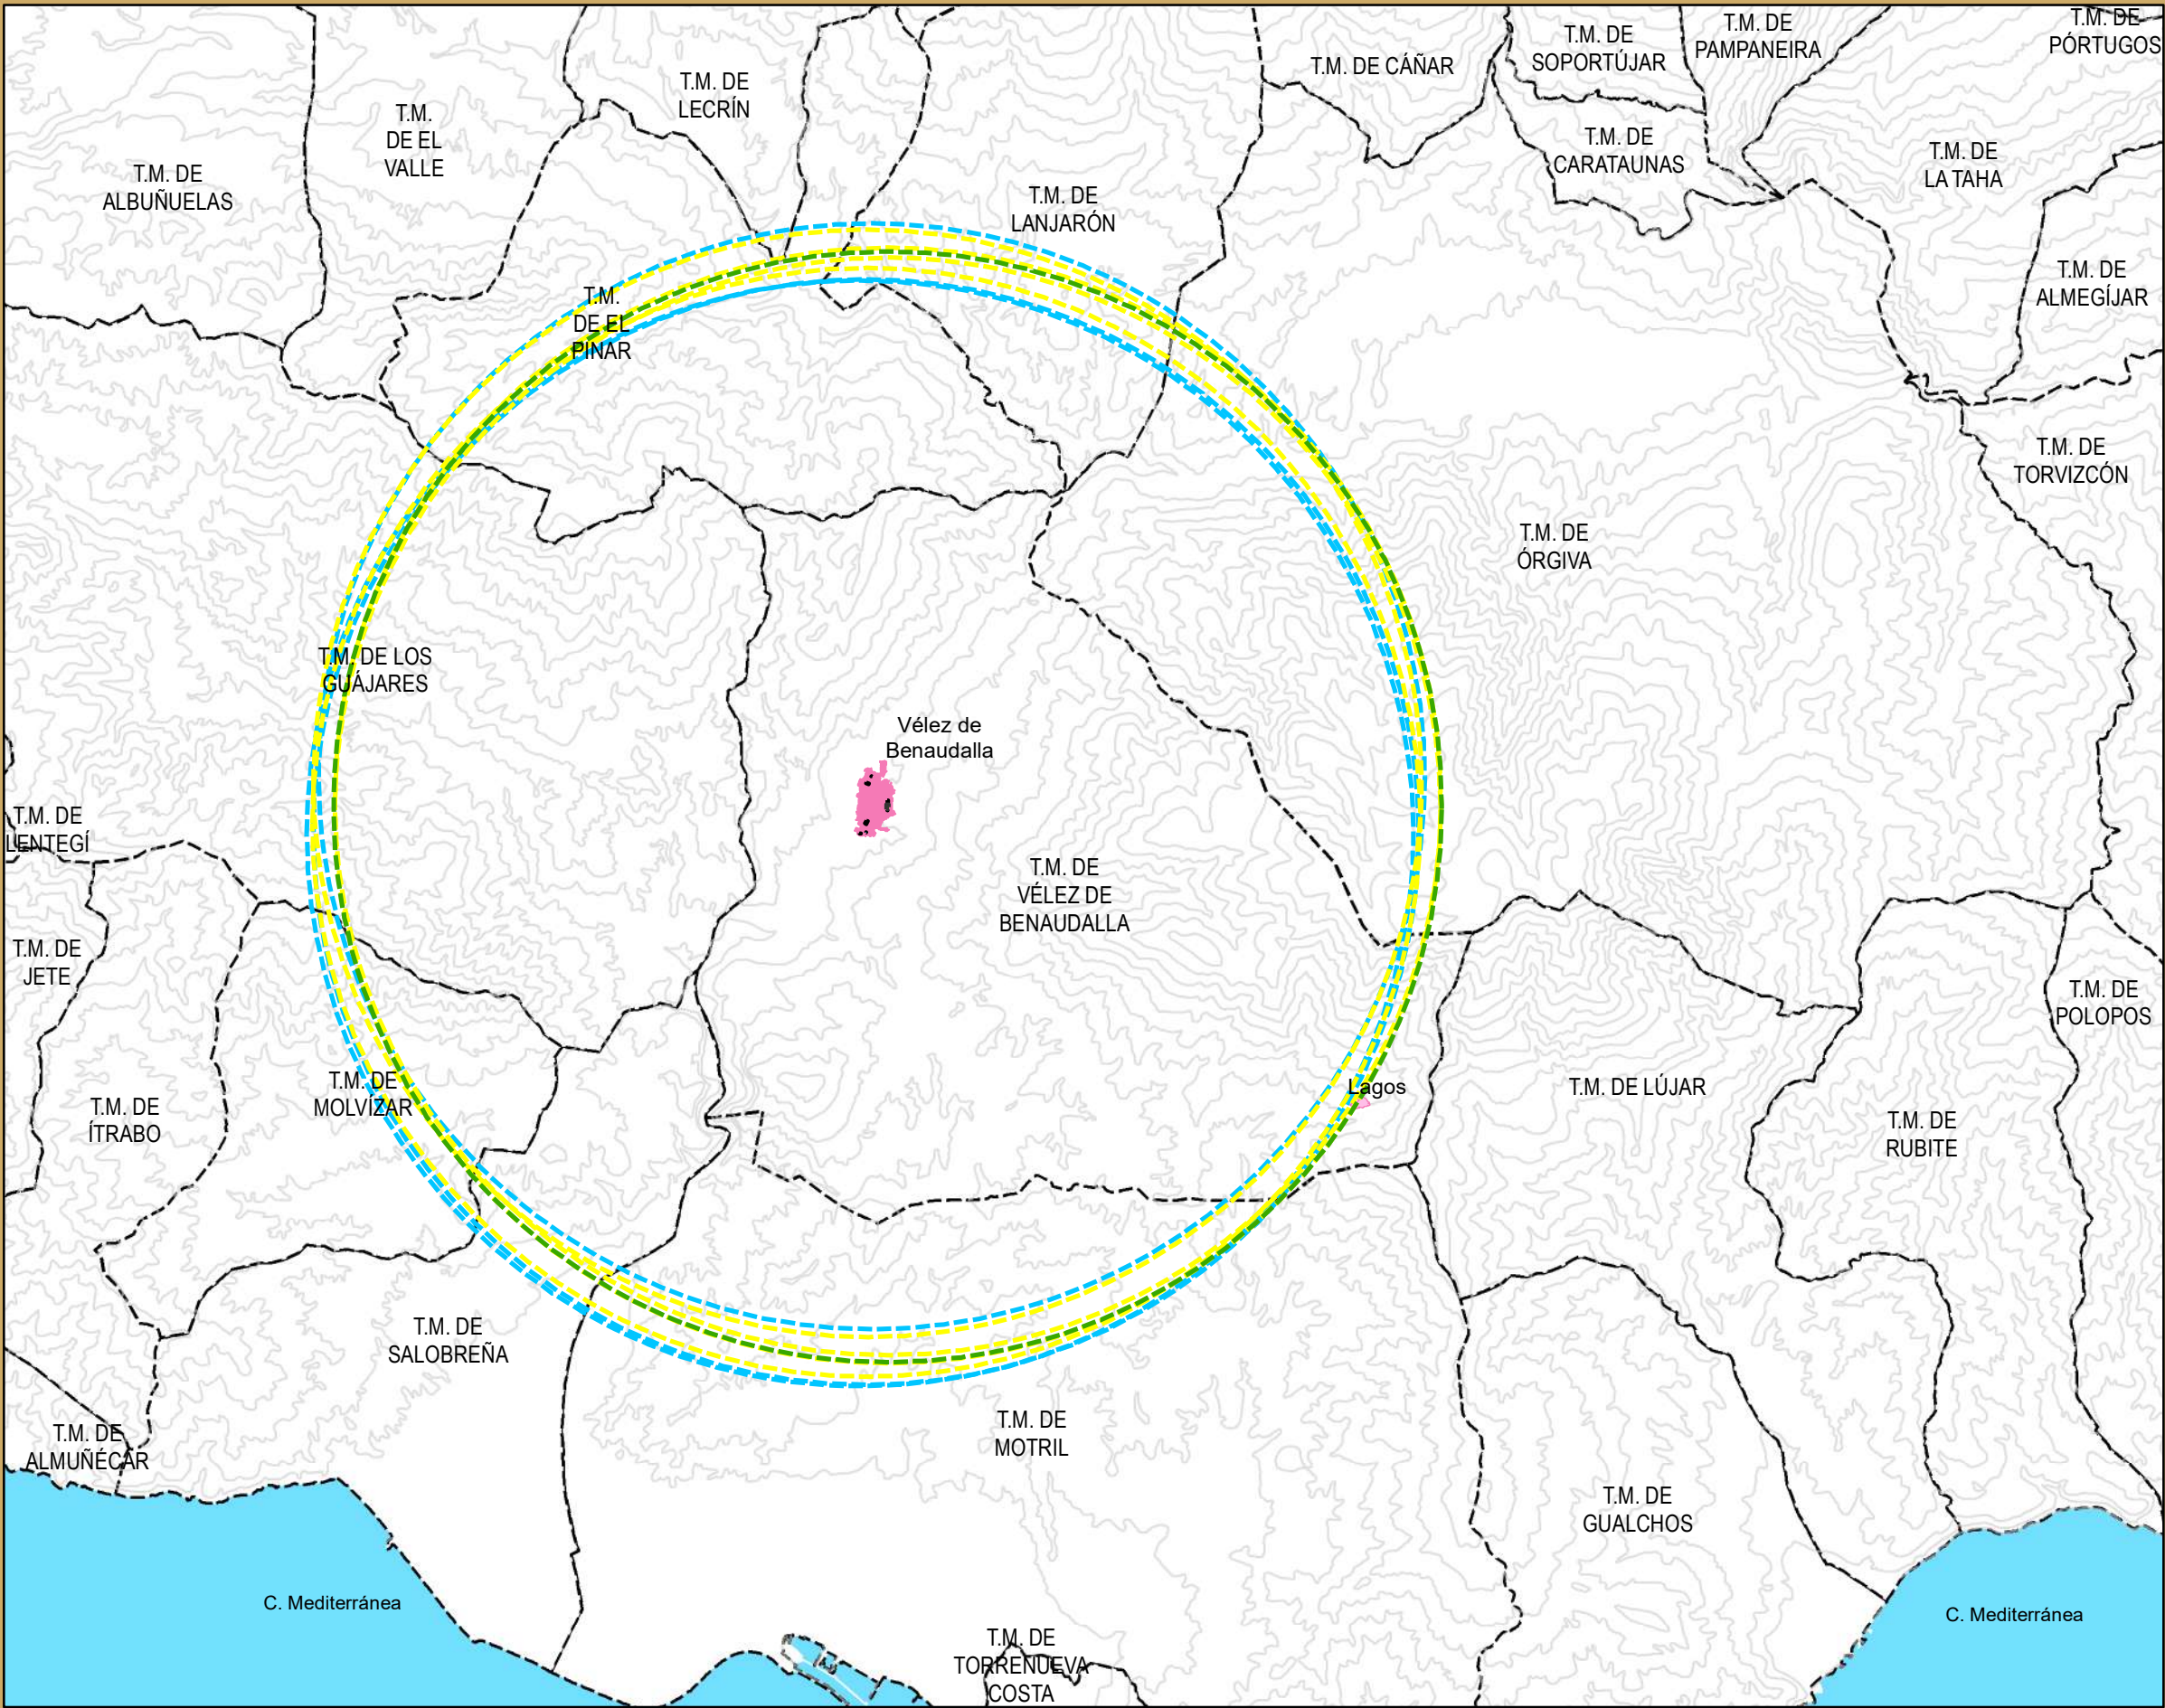 T.M. DE
PÓRTUGOS
T.M. DE
PAMPANEIRA
T.M. DE
SOPORTÚJAR
T.M. DE CÁÑAR
T.M. DE
LECRÍN
T.M.
DE EL
VALLE
T.M. DE
CARATAUNAS
T.M. DE
LA TAHA
T.M. DE
ALBUÑUELAS
T.M. DE
LANJARÓN
T.M. DE
ALMEGÍJAR
T.M.
DE EL
PINAR
T.M. DE
TORVIZCÓN
T.M. DE
ÓRGIVA
T.M. DE LOS
GUÁJARES
Vélez de
Benaudalla
T.M. DE
LENTEGÍ
T.M. DE
VÉLEZ DE
BENAUDALLA
T.M. DE
JETE
T.M. DE
POLOPOS
T.M. DE
MOLVÍZAR
Lagos
T.M. DE LÚJAR
T.M. DE
ÍTRABO
T.M. DE
RUBITE
T.M. DE
SALOBREÑA
T.M. DE
MOTRIL
T.M. DE
ALMUÑÉCAR
T.M. DE
GUALCHOS
C. Mediterránea
C. Mediterránea
T.M. DE
TORRENUEVA
COSTA